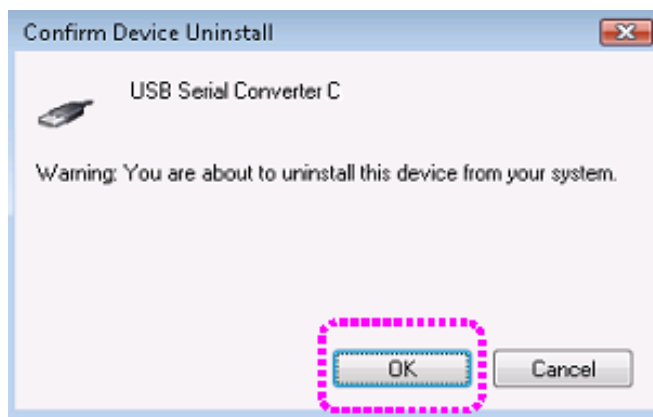 Confirm Device Uninstall
USB Serial Converter C
Warning: You are about to uninstall this device from your system.
OK Cancel